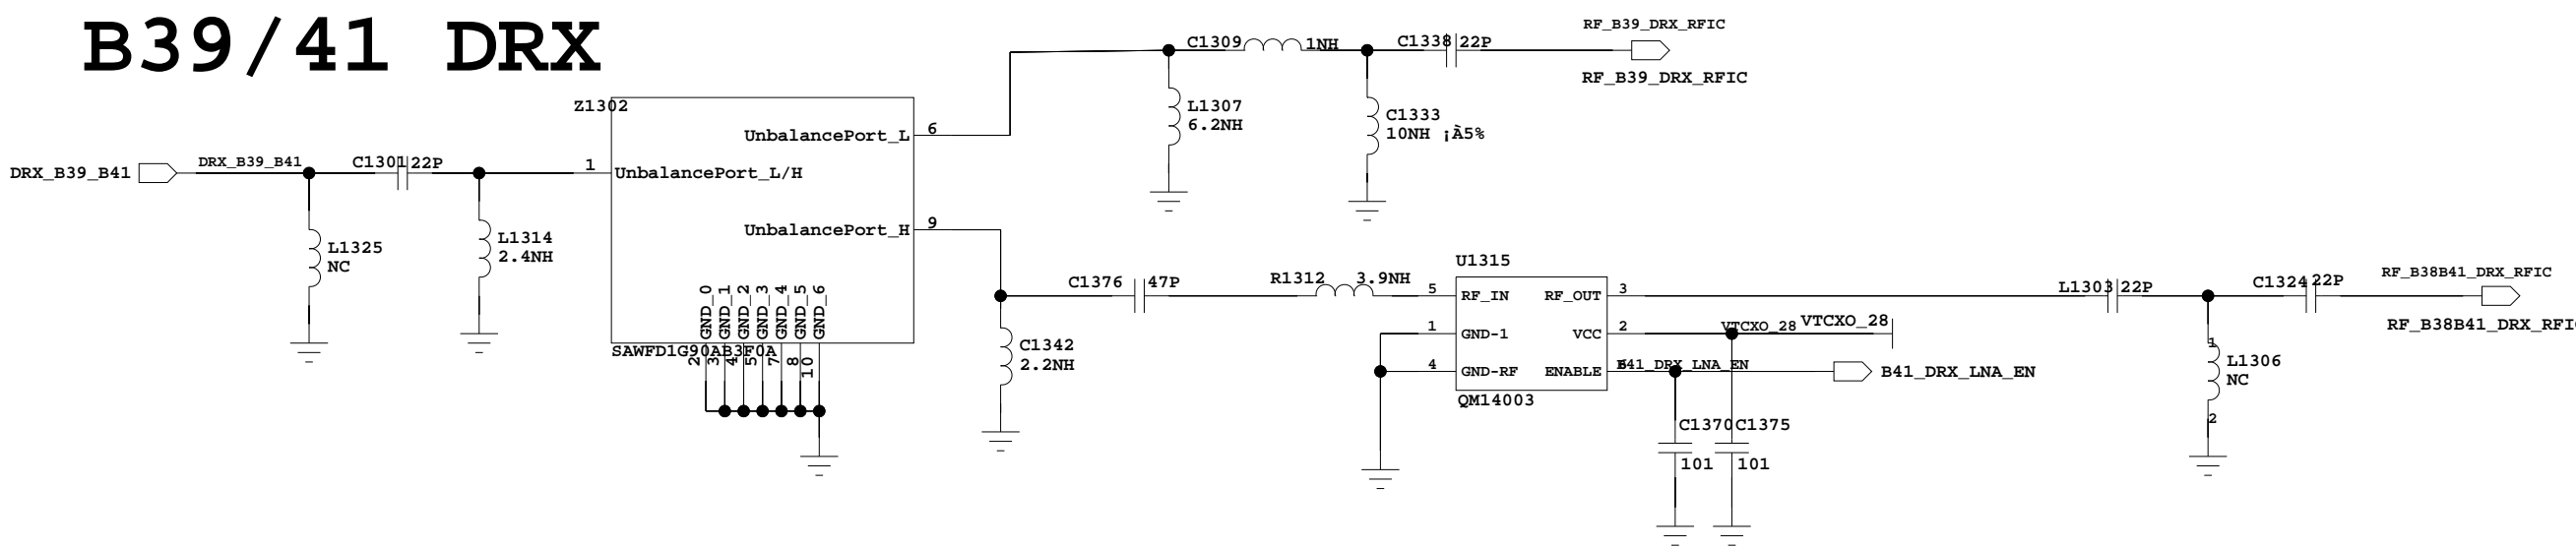 B39/41 DRX
DRX_B39_B41
DRX_B39_B41
C1301 22P
L1325
NC
L1314
2.4NH
Z1302
1
UnbalancePort_L/H
UnbalancePort_L
6
UnbalancePort_H
9
GND_0
GND_1
GND_2
GND_3
GND_4
GND_5
GND_6
SAWFD1G90AB3F0A
2
3
4
5
7
8
10
C1309 1NH
L1307
6.2NH
C1338 22P
C1333
10NH ¡À5%
RF_B39_DRX_RFIC
RF_B39_DRX_RFIC
C1376 47P
C1342
2.2NH
R1312 3.9NH
U1315
5 RF_IN RF_OUT 3
1 GND-1 VCC 2
4 GND-RF ENABLE 6
QM14003
VTCXO_28 VTCXO_28
B41_DRX_LNA_EN
B41_DRX_LNA_EN
C1370 C1375
101 101
L1303 22P
C1324 22P
1
L1306
NC
2
RF_B38B41_DRX_RFIC
RF_B38B41_DRX_RFI